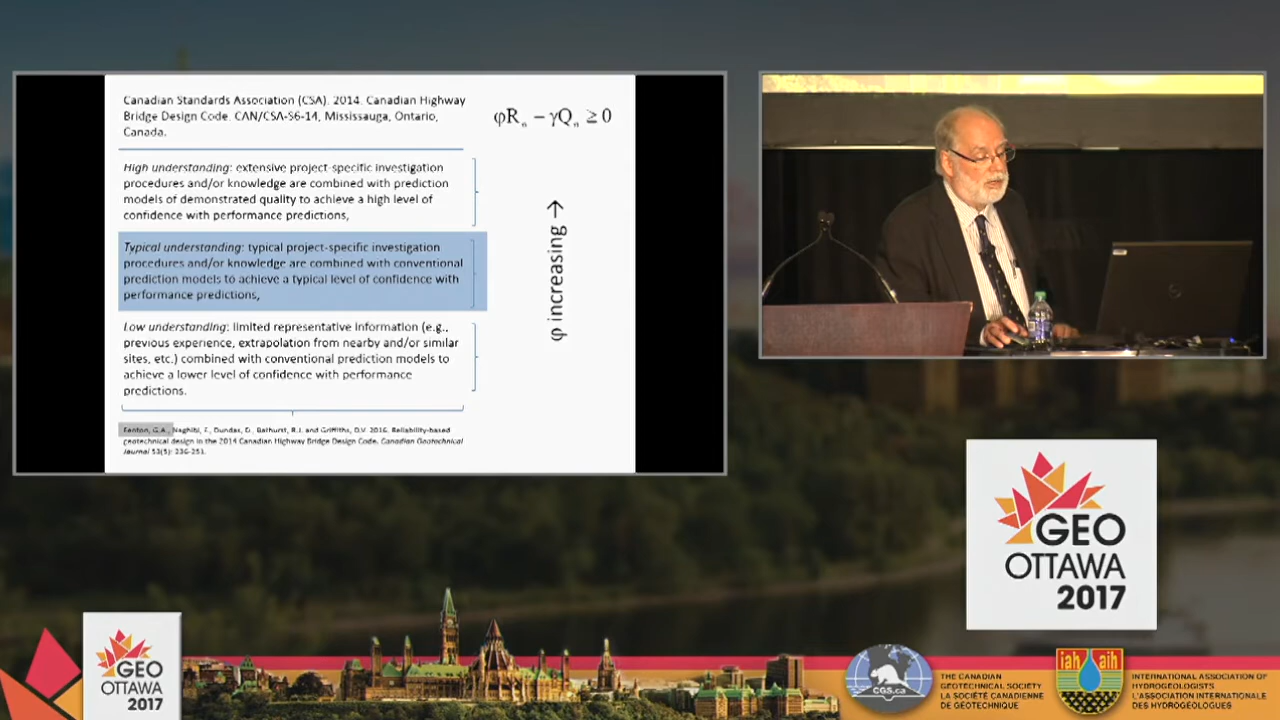 Canadian Standards Association (CSA). 2014. Canadian Highway
Bridge Design Code. CAN/CSA-S6-14, Mississauga, Ontario,
Canada.
φRₙ − γQₙ ≥ 0
High understanding: extensive project-specific investigation
procedures and/or knowledge are combined with prediction
models of demonstrated quality to achieve a high level of
confidence with performance predictions,
Typical understanding: typical project-specific investigation
procedures and/or knowledge are combined with conventional
prediction models to achieve a typical level of confidence with
performance predictions,
Low understanding: limited representative information (e.g.,
previous experience, extrapolation from nearby and/or similar
sites, etc.) combined with conventional prediction models to
achieve a lower level of confidence with performance
predictions.
φ increasing →
Fenton, G.A., Naghibi, F., Dundas, D., Bathurst, R.J. and Griffiths, D.V. 2016. Reliability-based
geotechnical design in the 2014 Canadian Highway Bridge Design Code. Canadian Geotechnical
Journal 53(2): 236-251.
GEO
OTTAWA
2017
GEO
OTTAWA
2017
CGS.ca
THE CANADIAN
GEOTECHNICAL SOCIETY
LA SOCIÉTÉ CANADIENNE
DE GÉOTECHNIQUE
iah aih
INTERNATIONAL ASSOCIATION OF
HYDROGEOLOGISTS
L'ASSOCIATION INTERNATIONALE
DES HYDROGÉOLOGUES